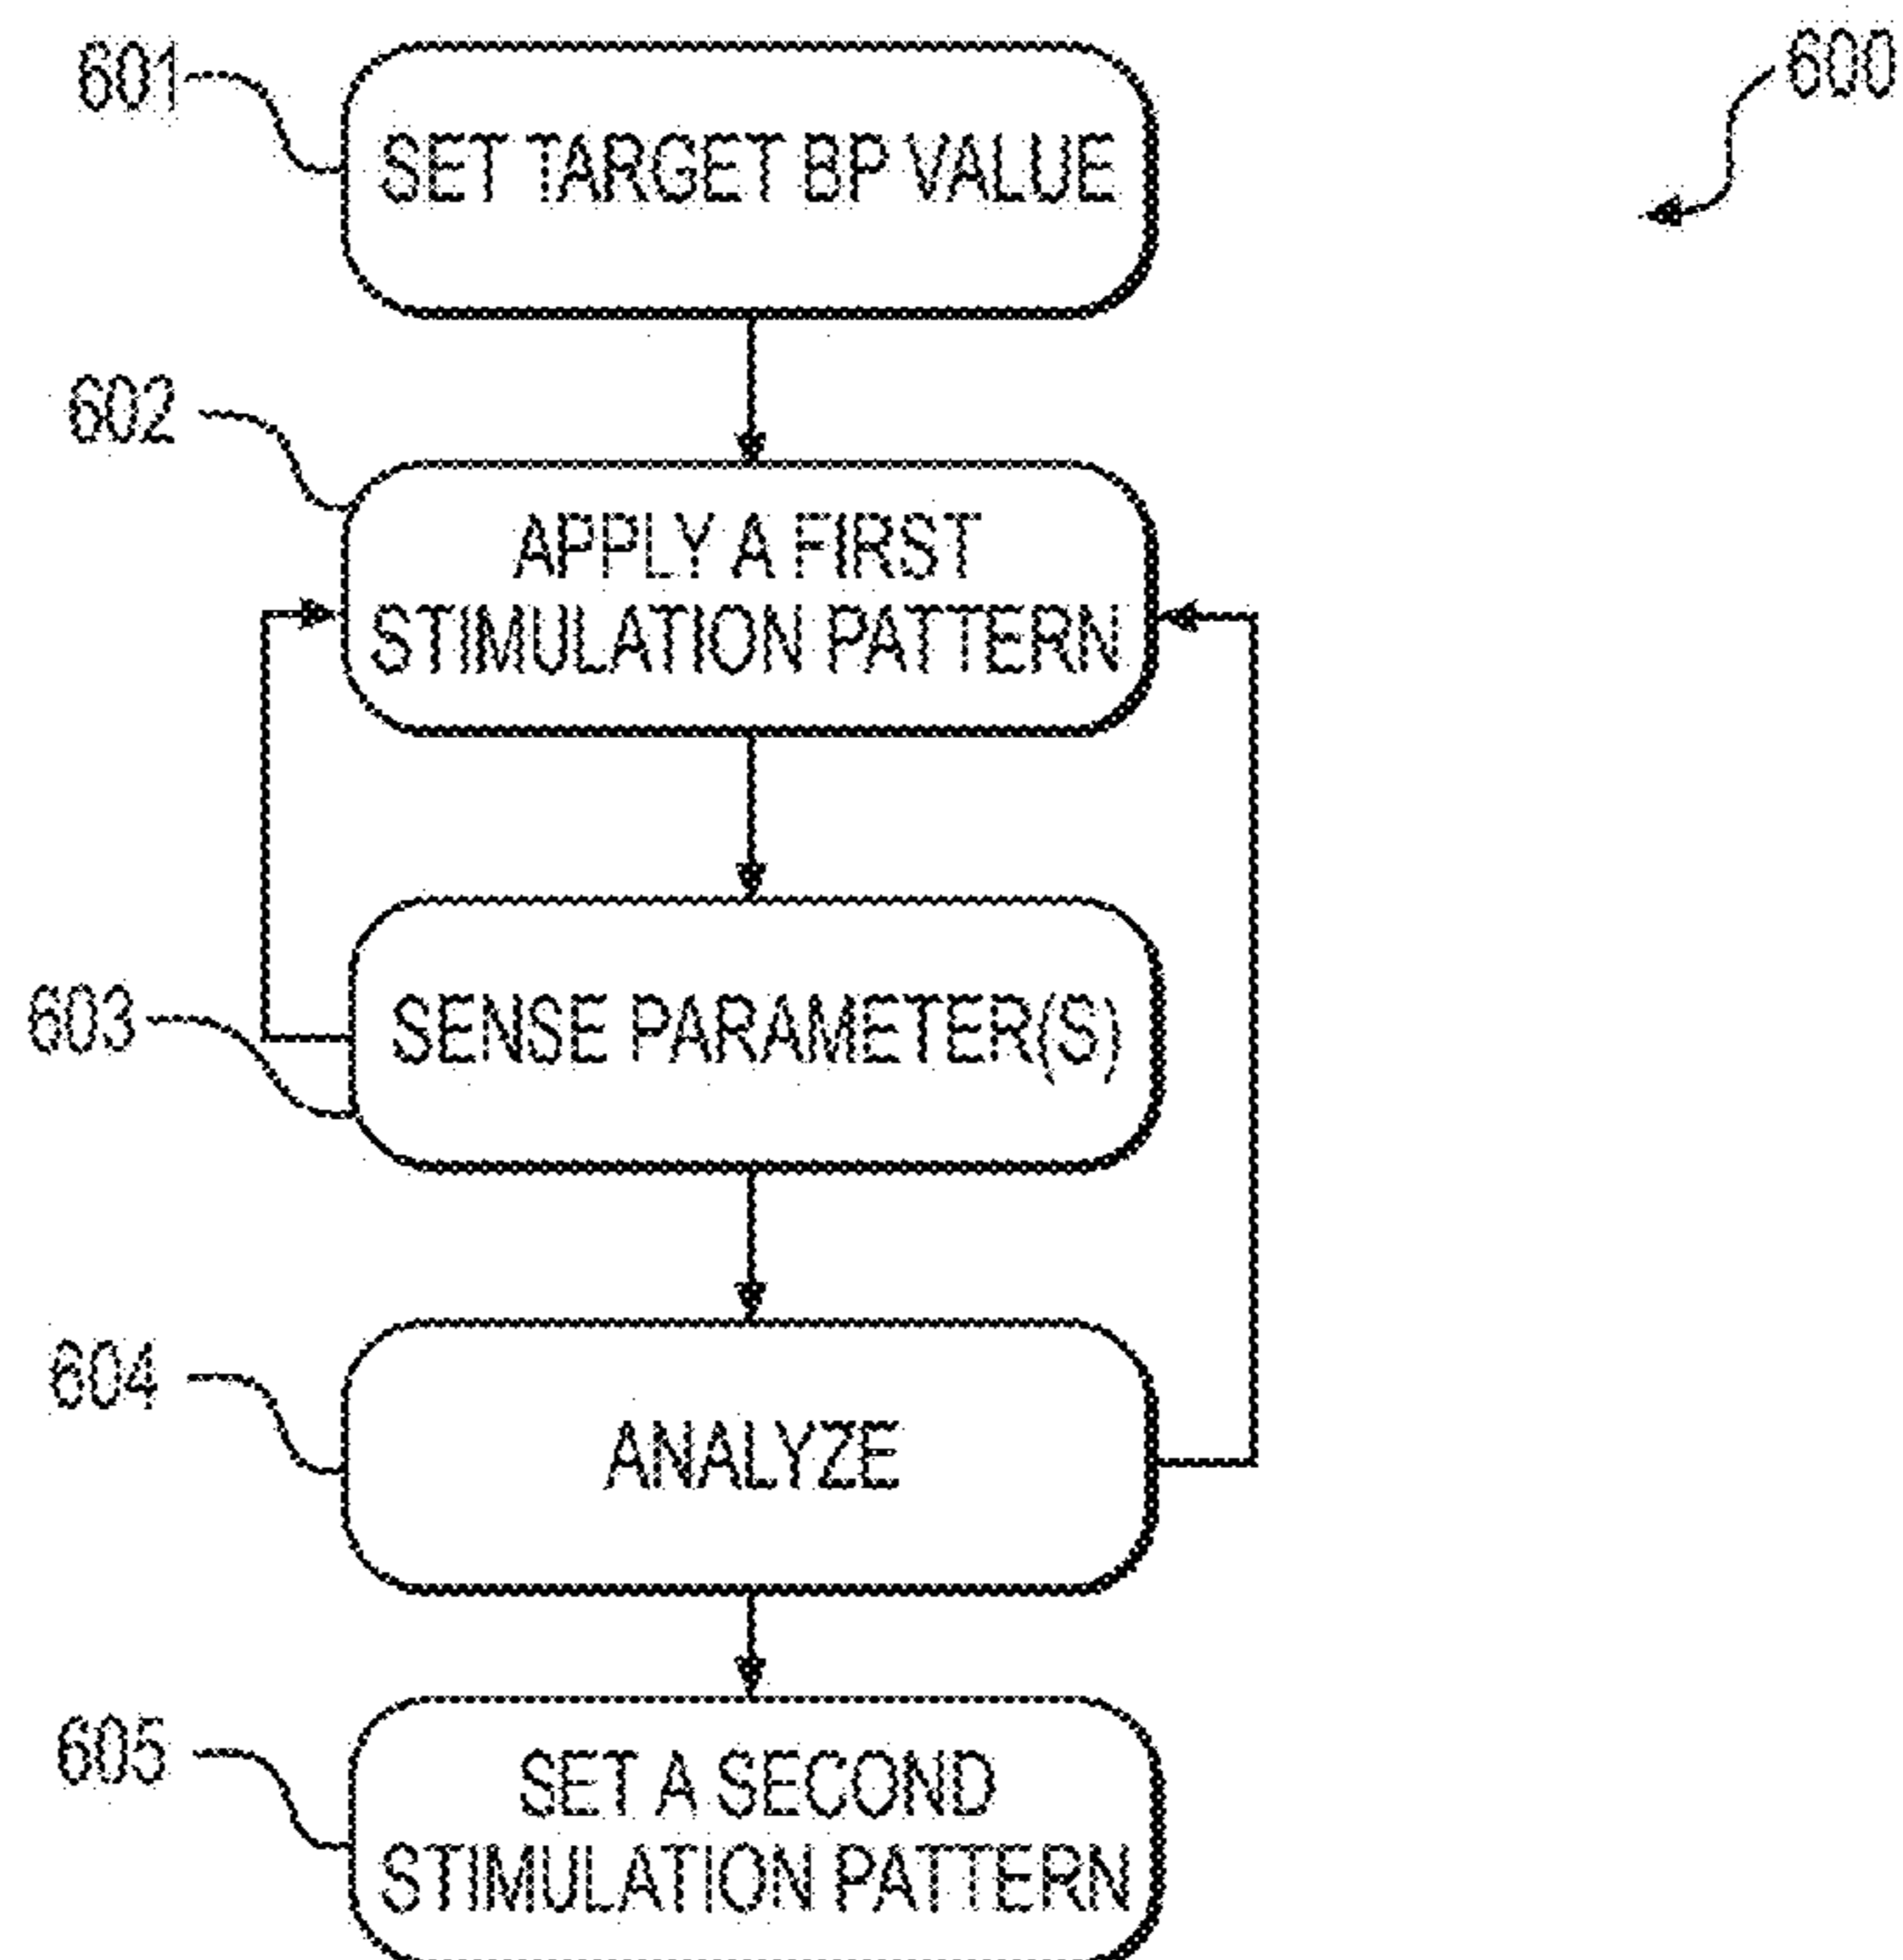 601
600
SET TARGET BP VALUE
602
APPLY A FIRST
STIMULATION PATTERN
603
SENSE PARAMETER(S)
604
ANALYZE
605
SET A SECOND
STIMULATION PATTERN